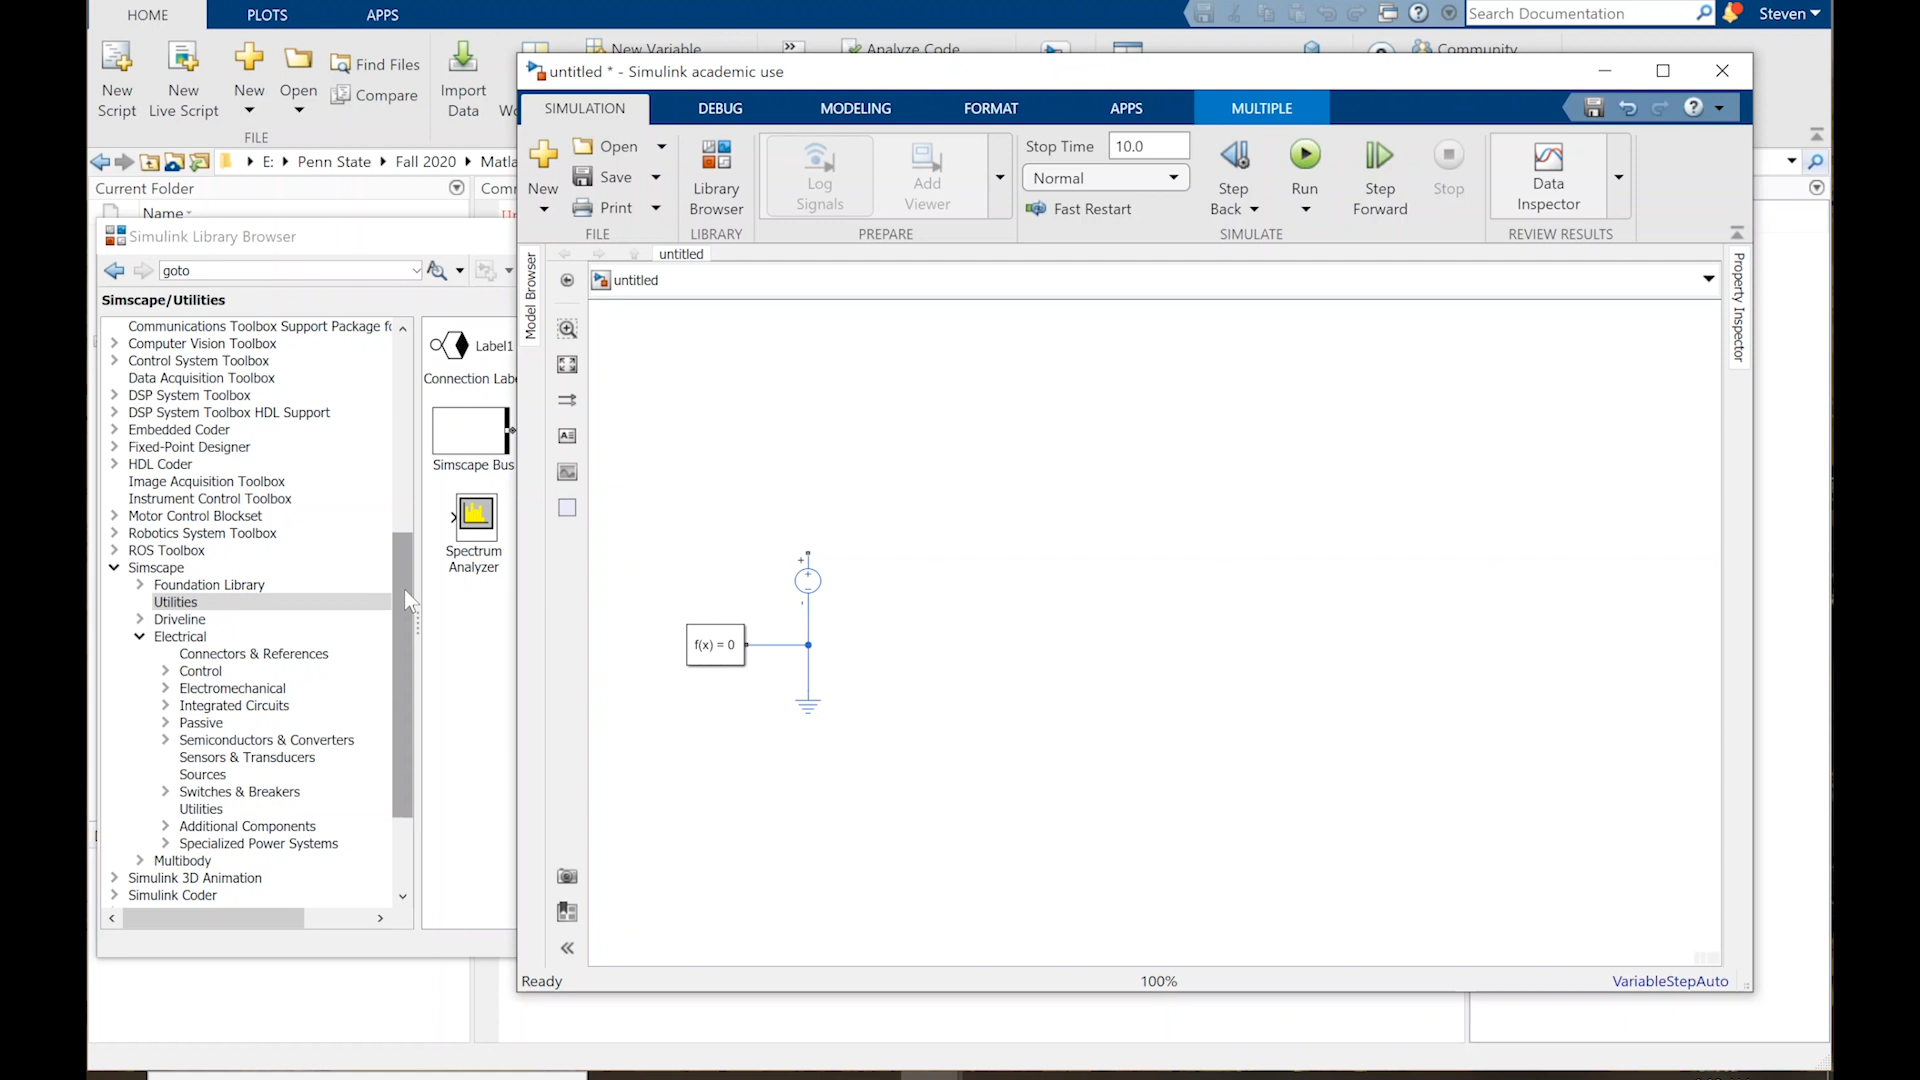 HOME
PLOTS
APPS
Search Documentation
Steven
New Script
New Live Script
New
Open
Find Files
Compare
Import Data
New Variable
Analyze Code
Community
FILE
E:
Penn State
Fall 2020
Matla
Current Folder
Name
Simulink Library Browser
goto
Simscape/Utilities
Communications Toolbox Support Package fo
Computer Vision Toolbox
Control System Toolbox
Data Acquisition Toolbox
DSP System Toolbox
DSP System Toolbox HDL Support
Embedded Coder
Fixed-Point Designer
HDL Coder
Image Acquisition Toolbox
Instrument Control Toolbox
Motor Control Blockset
Robotics System Toolbox
ROS Toolbox
Simscape
Foundation Library
Utilities
Driveline
Electrical
Connectors & References
Control
Electromechanical
Integrated Circuits
Passive
Semiconductors & Converters
Sensors & Transducers
Sources
Switches & Breakers
Utilities
Additional Components
Specialized Power Systems
Multibody
Simulink 3D Animation
Simulink Coder
Label1
Connection Labe
Simscape Bus
Spectrum
Analyzer
untitled * - Simulink academic use
SIMULATION
DEBUG
MODELING
FORMAT
APPS
MULTIPLE
New
Open
Save
Print
FILE
Library
Browser
LIBRARY
Log
Signals
Add
Viewer
PREPARE
Stop Time
10.0
Normal
Fast Restart
Step
Back
Run
Step
Forward
Stop
SIMULATE
Data
Inspector
REVIEW RESULTS
Model Browser
untitled
untitled
Property Inspector
f(x) = 0
Ready
100%
VariableStepAuto